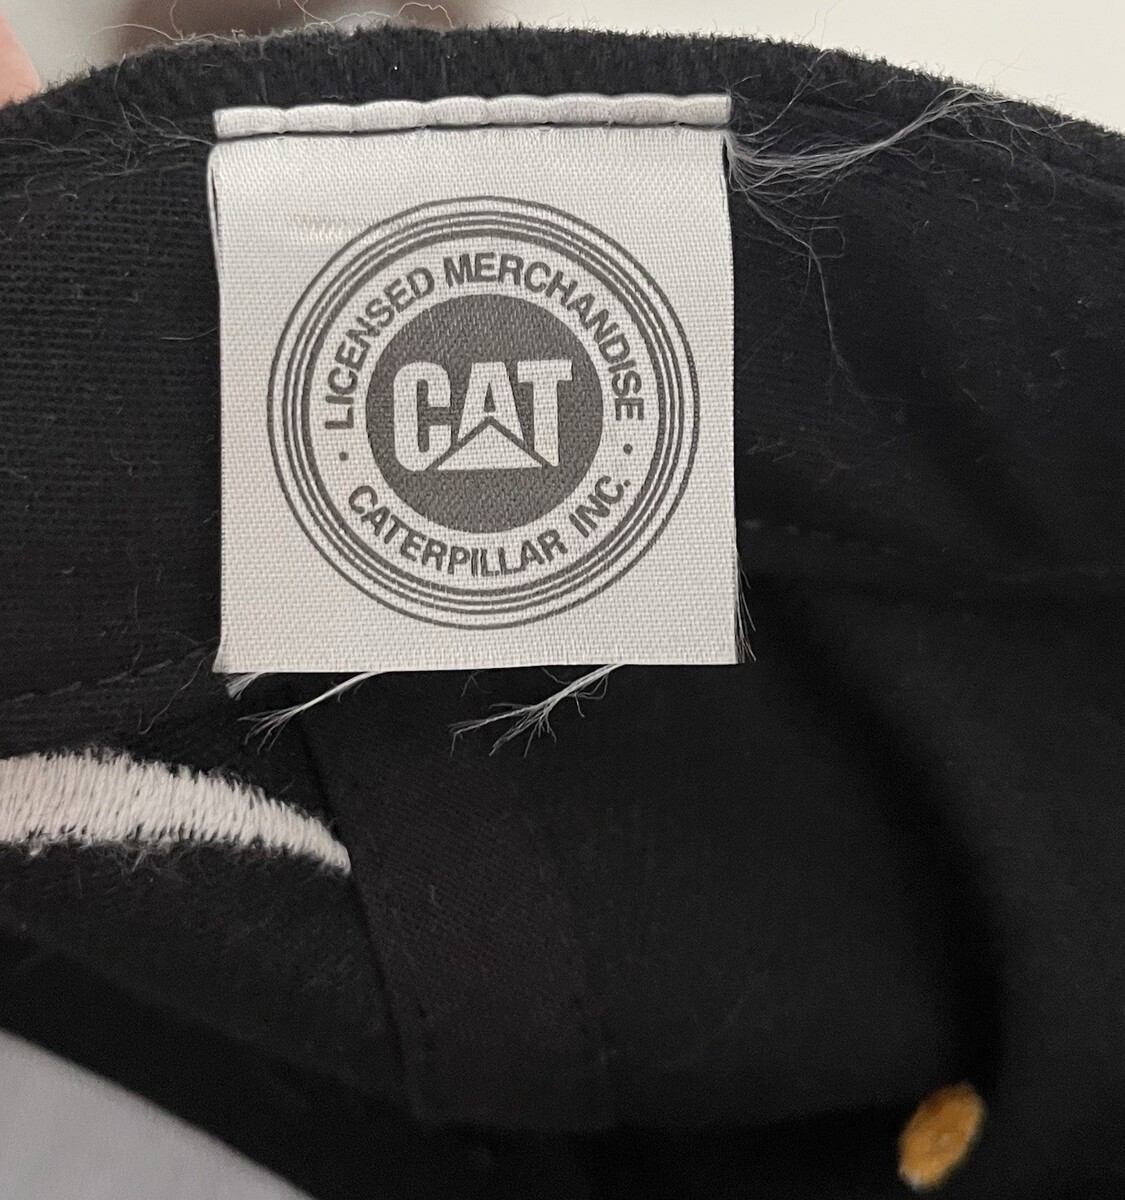 LICENSED MERCHANDISE
CAT
CATERPILLAR INC.